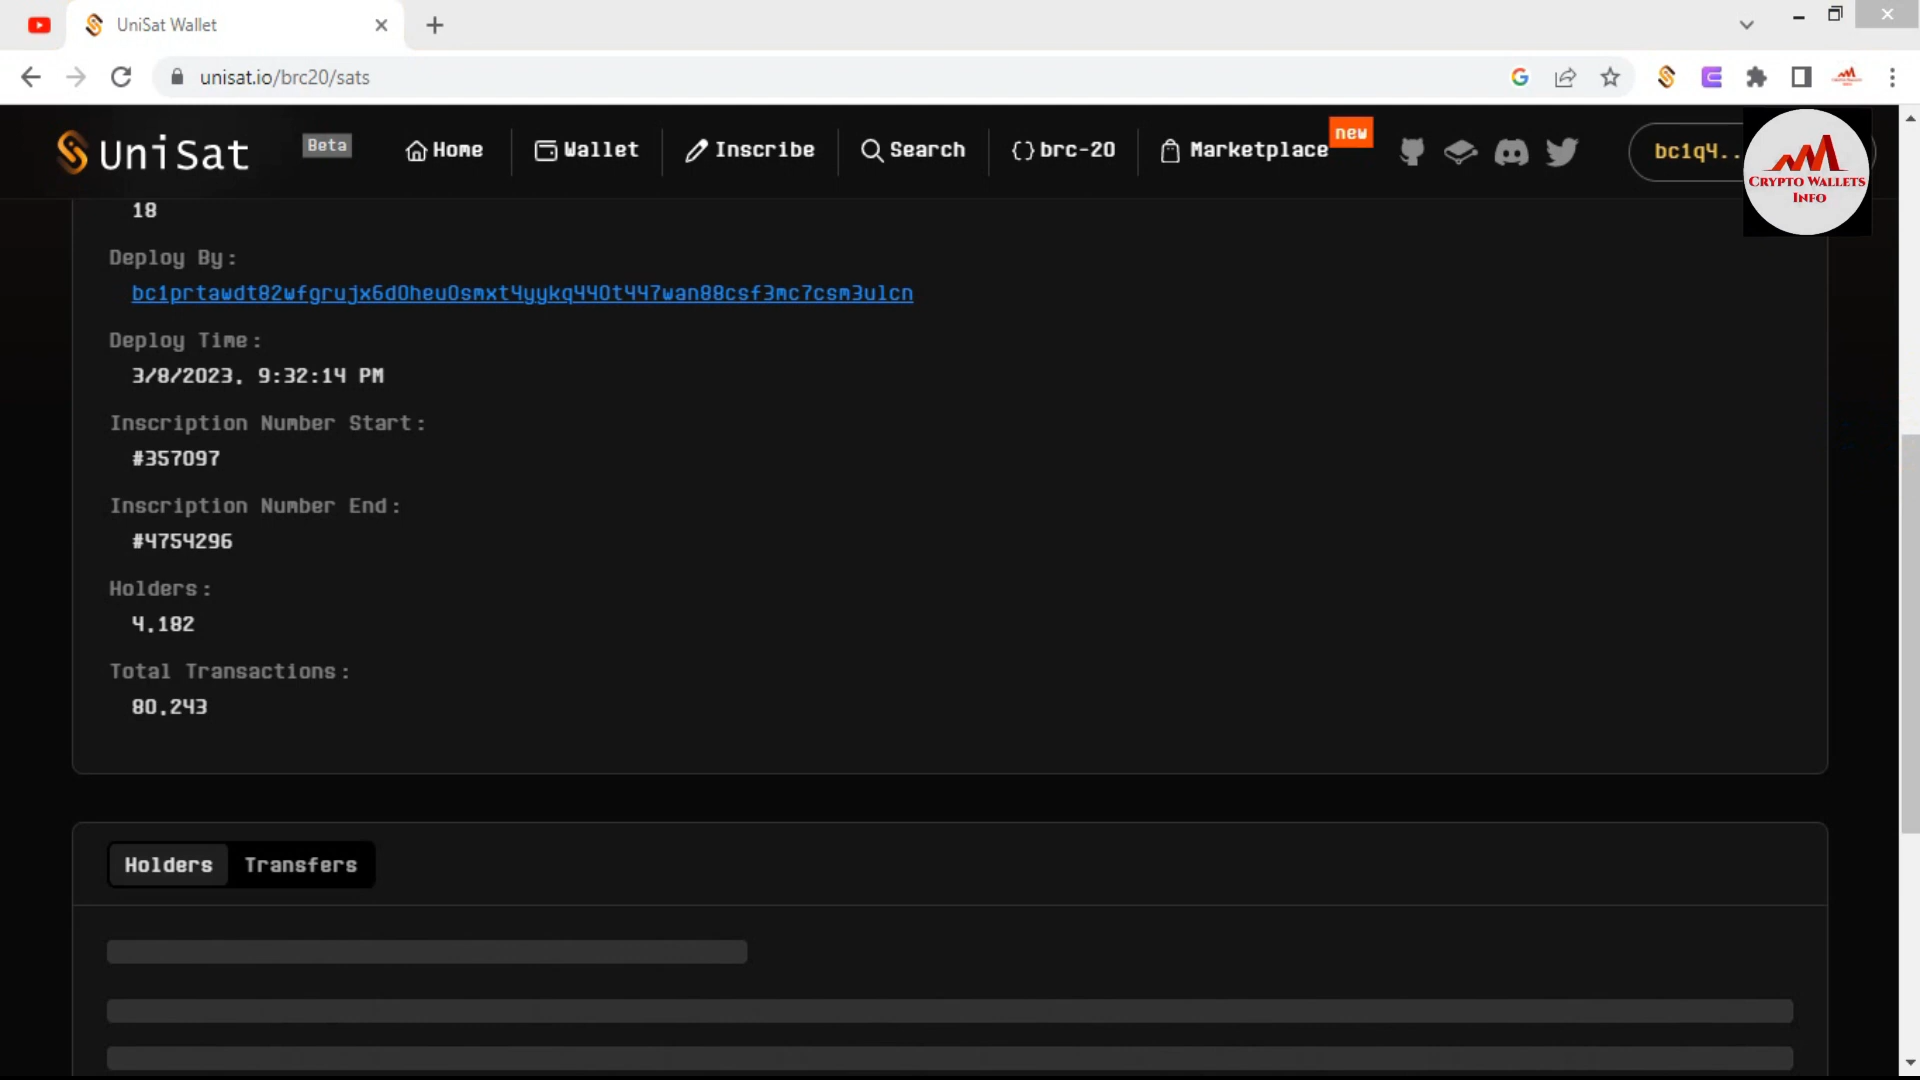 UniSat Wallet
unisat.io/brc20/sats
UniSat Beta Home Wallet Inscribe Search {} brc-20 Marketplace new bc1q4..
CRYPTO WALLETS
INFO
18
Deploy By:
bc1prtawdt82wfgrujx6d0heu0smxt4yykq440t447wan88csf3mc7csm3ulcn
Deploy Time:
3/8/2023, 9:32:14 PM
Inscription Number Start:
#357097
Inscription Number End:
#4754296
Holders:
4,182
Total Transactions:
80,243
Holders Transfers